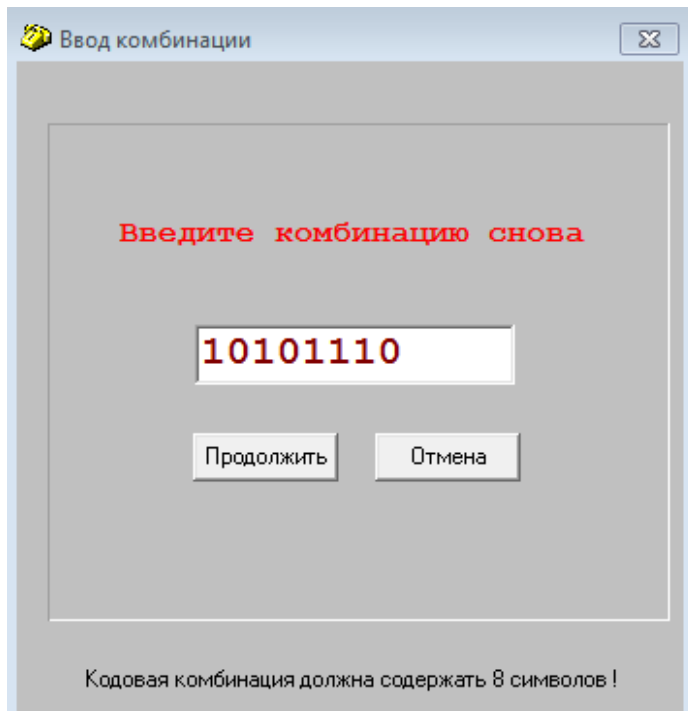 Ввод комбинации
Введите комбинацию снова
10101110
Продолжить Отмена
Кодовая комбинация должна содержать 8 символов !